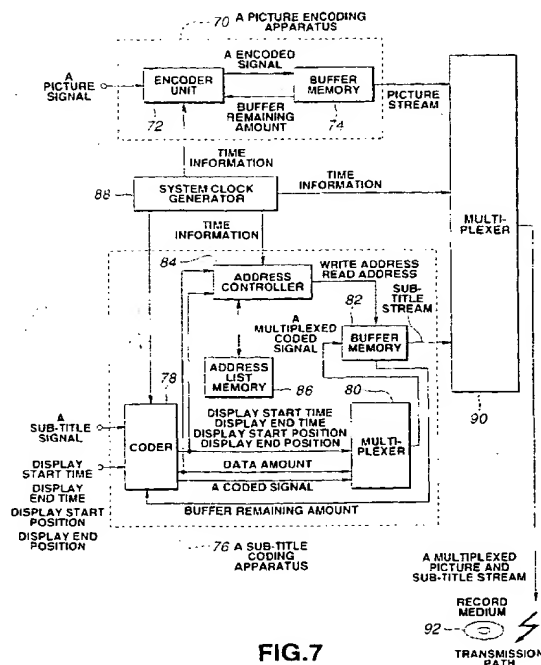 70 A PICTURE ENCODING
APPARATUS
A ENCODED
SIGNAL
A
PICTURE
SIGNAL
ENCODER
UNIT
72
BUFFER
MEMORY
74
BUFFER
REMAINING
AMOUNT
PICTURE
STREAM
TIME
INFORMATION
88
SYSTEM CLOCK
GENERATOR
TIME
INFORMATION
TIME
INFORMATION
MULTI-
PLEXER
90
84
ADDRESS
CONTROLLER
WRITE ADDRESS
READ ADDRESS
82
SUB-
TITLE
STREAM
A
MULTIPLEXED
CODED
SIGNAL
BUFFER
MEMORY
ADDRESS
LIST
MEMORY
86
78
80
A
SUB-TITLE
SIGNAL
CODER
DISPLAY START TIME
DISPLAY END TIME
DISPLAY START POSITION
DISPLAY END POSITION
MULTI-
PLEXER
DATA AMOUNT
A CODED SIGNAL
BUFFER REMAINING AMOUNT
DISPLAY
START TIME
DISPLAY
END TIME
DISPLAY START
POSITION
DISPLAY END
POSITION
76 A SUB-TITLE
CODING
APPARATUS
A MULTIPLEXED
PICTURE AND
SUB-TITLE STREAM
RECORD
MEDIUM
92
TRANSMISSION
PATH
FIG.7